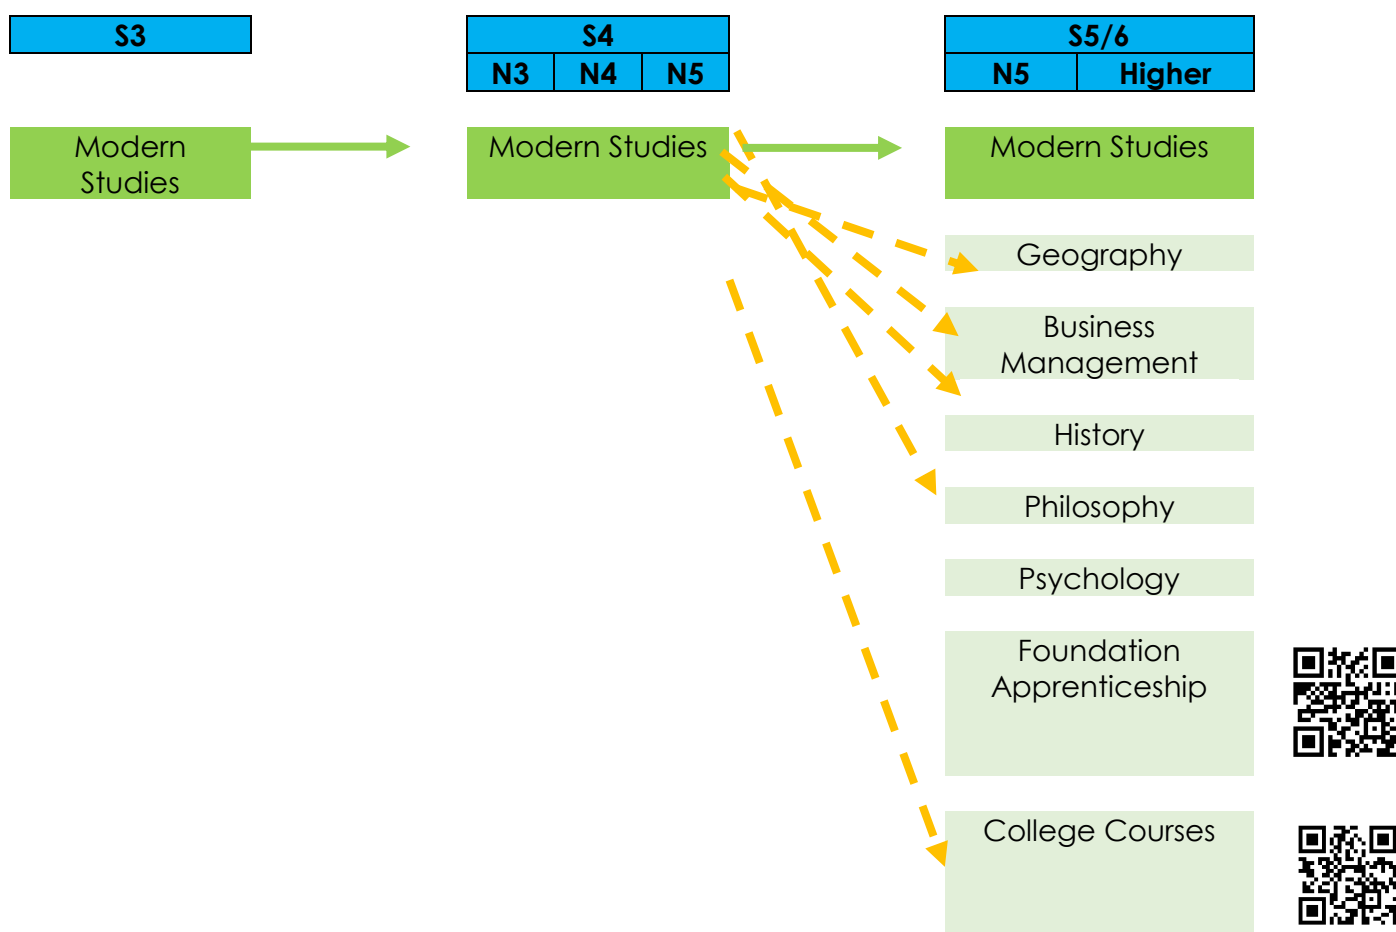 S3
S4
N3 N4 N5
S5/6
N5 Higher
Modern
Studies
Modern Studies
Modern Studies
Geography
Business
Management
History
Philosophy
Psychology
Foundation
Apprenticeship
College Courses